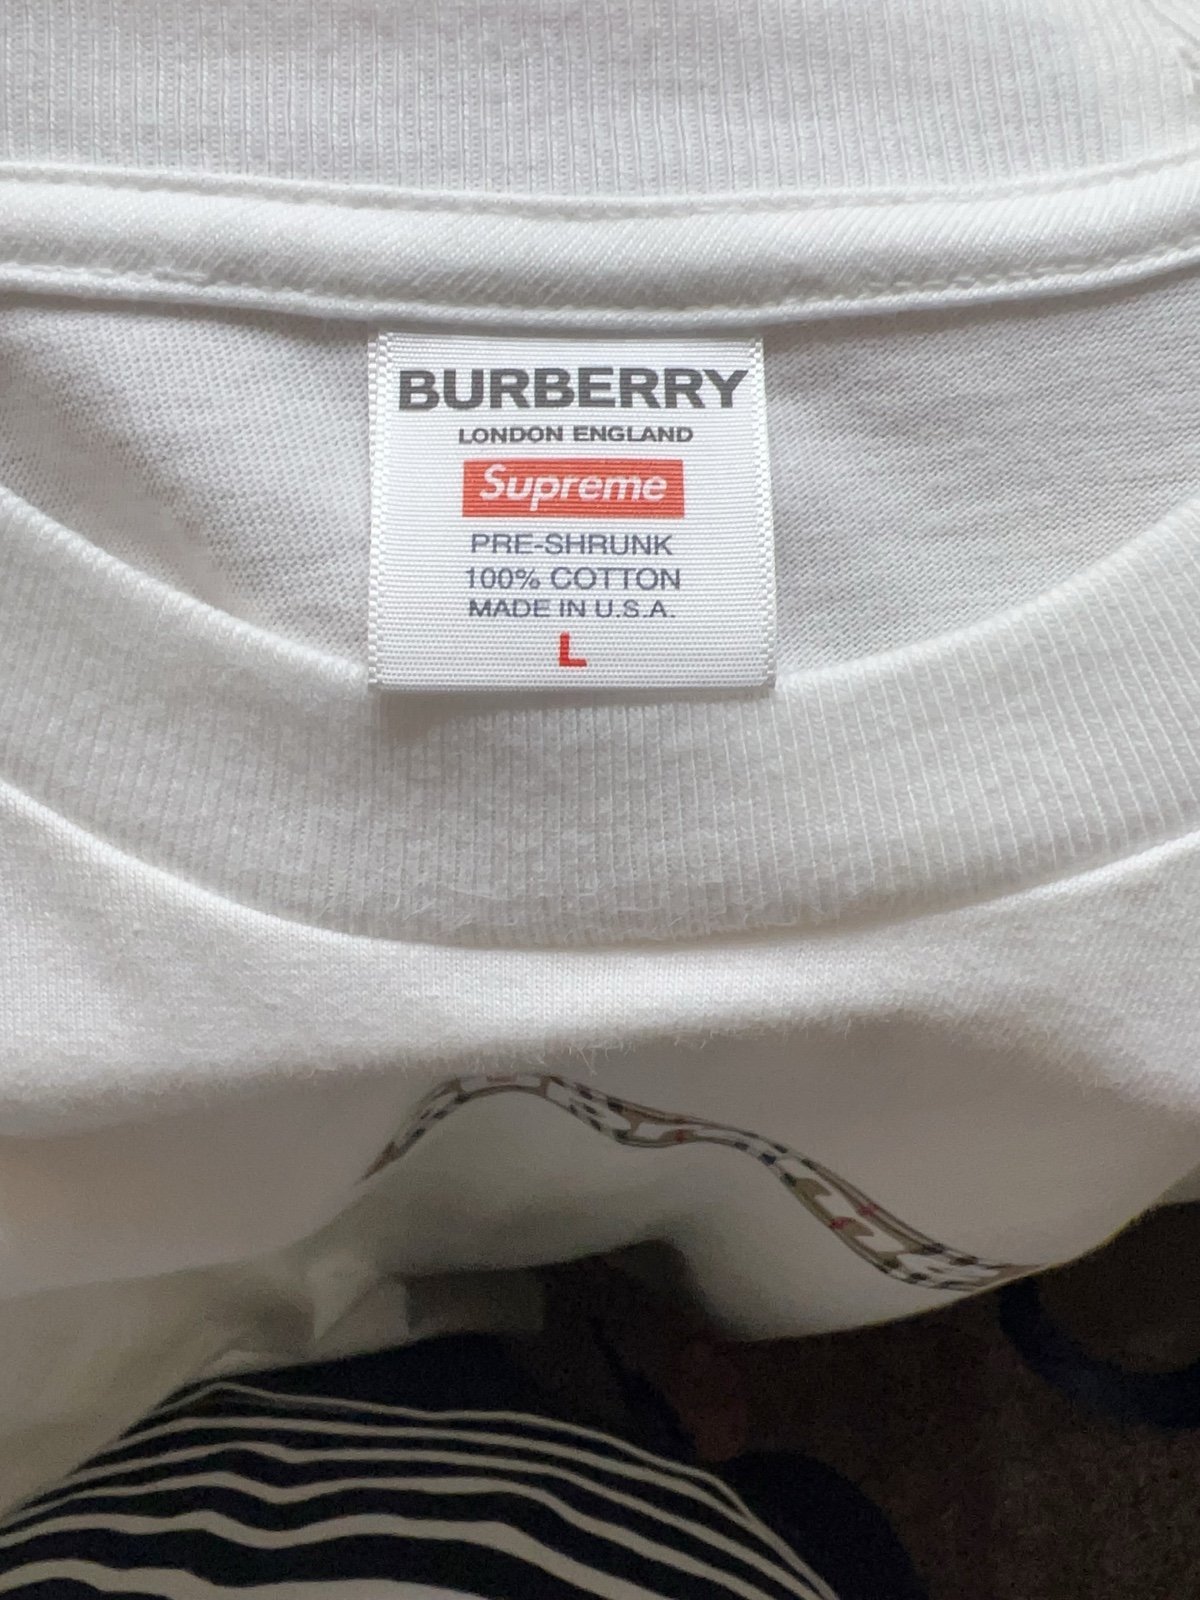 BURBERRY
LONDON ENGLAND
Supreme
PRE-SHRUNK
100% COTTON
MADE IN U.S.A.
L